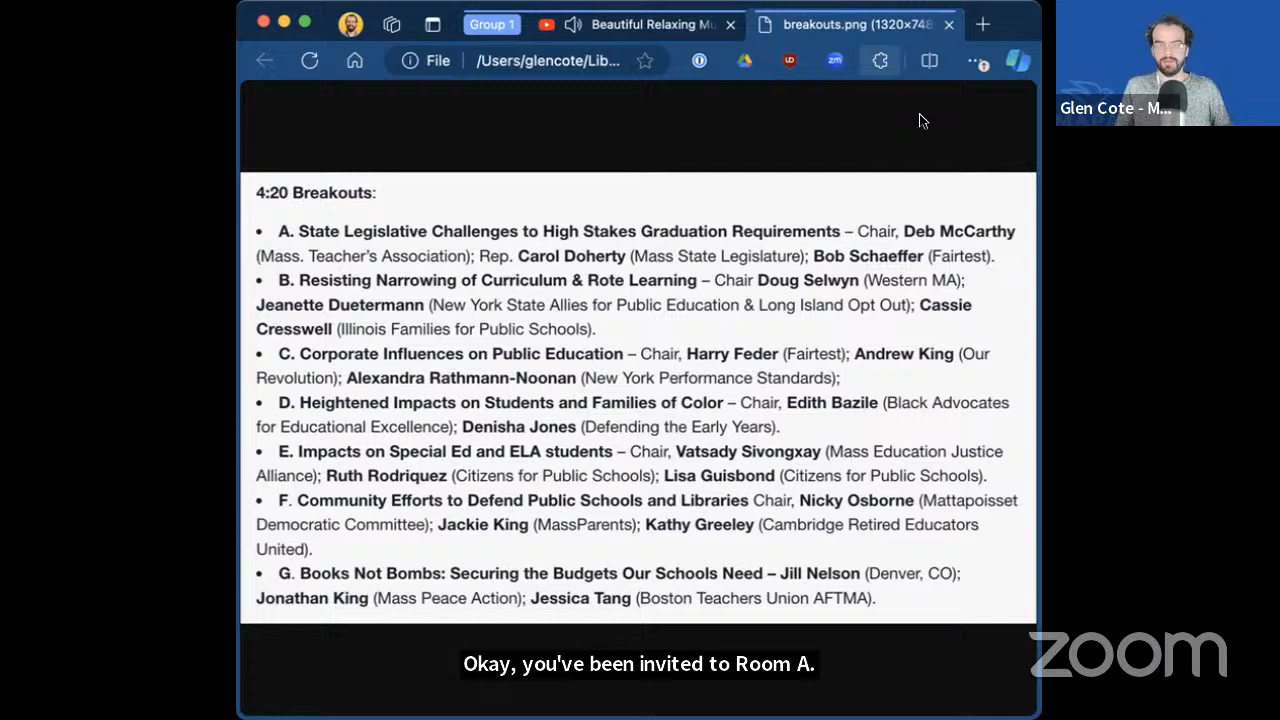 Group 1
Beautiful Relaxing Mu
breakouts.png (1320×748
File
/Users/glencote/Lib...
zm
Glen Cote - M...
4:20 Breakouts:
• A. State Legislative Challenges to High Stakes Graduation Requirements – Chair, Deb McCarthy
(Mass. Teacher's Association); Rep. Carol Doherty (Mass State Legislature); Bob Schaeffer (Fairtest).
• B. Resisting Narrowing of Curriculum & Rote Learning – Chair Doug Selwyn (Western MA);
Jeanette Duetermann (New York State Allies for Public Education & Long Island Opt Out); Cassie
Cresswell (Illinois Families for Public Schools).
• C. Corporate Influences on Public Education – Chair, Harry Feder (Fairtest); Andrew King (Our
Revolution); Alexandra Rathmann-Noonan (New York Performance Standards);
• D. Heightened Impacts on Students and Families of Color – Chair, Edith Bazile (Black Advocates
for Educational Excellence); Denisha Jones (Defending the Early Years).
• E. Impacts on Special Ed and ELA students – Chair, Vatsady Sivongxay (Mass Education Justice
Alliance); Ruth Rodriquez (Citizens for Public Schools); Lisa Guisbond (Citizens for Public Schools).
• F. Community Efforts to Defend Public Schools and Libraries Chair, Nicky Osborne (Mattapoisset
Democratic Committee); Jackie King (MassParents); Kathy Greeley (Cambridge Retired Educators
United).
• G. Books Not Bombs: Securing the Budgets Our Schools Need – Jill Nelson (Denver, CO);
Jonathan King (Mass Peace Action); Jessica Tang (Boston Teachers Union AFTMA).
Okay, you've been invited to Room A.
zoom